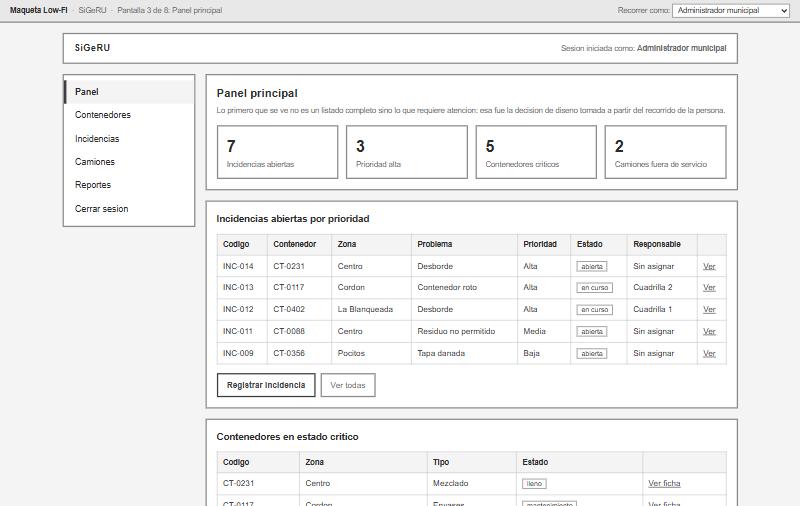 Maqueta Low-Fi · SiGeRU · Pantalla 3 de 8: Panel principal
Recorrer como: Administrador municipal
SiGeRU
Sesion iniciada como: Administrador municipal
Panel
Contenedores
Incidencias
Camiones
Reportes
Cerrar sesion
Panel principal
Lo primero que se ve no es un listado completo sino lo que requiere atencion: esa fue la decision de diseno tomada a partir del recorrido de la persona.
7
Incidencias abiertas
3
Prioridad alta
5
Contenedores criticos
2
Camiones fuera de servicio
Incidencias abiertas por prioridad
Codigo Contenedor Zona Problema Prioridad Estado Responsable
INC-014 CT-0231 Centro Desborde Alta abierta Sin asignar Ver
INC-013 CT-0117 Cordon Contenedor roto Alta en curso Cuadrilla 2 Ver
INC-012 CT-0402 La Blanqueada Desborde Alta en curso Cuadrilla 1 Ver
INC-011 CT-0088 Centro Residuo no permitido Media abierta Sin asignar Ver
INC-009 CT-0356 Pocitos Tapa danada Baja abierta Sin asignar Ver
Registrar incidencia Ver todas
Contenedores en estado critico
Codigo Zona Tipo Estado
CT-0231 Centro Mezclado lleno Ver ficha
CT-0117 Cordon Envases mantenimiento Ver ficha